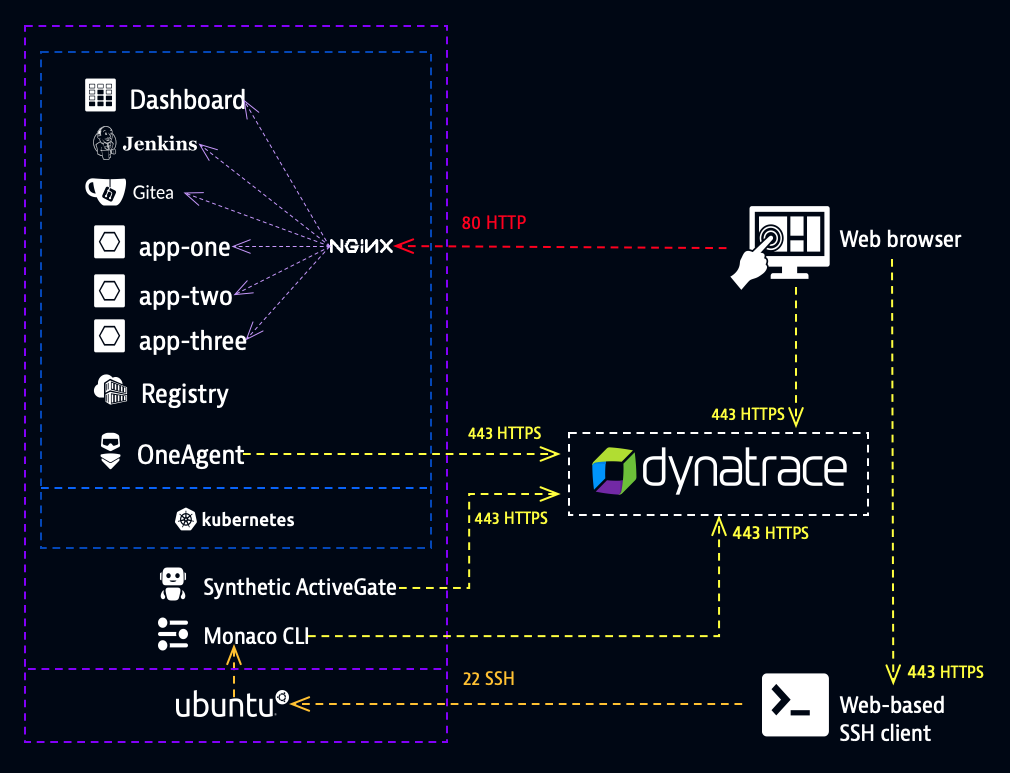 Dashboard
Jenkins
Gitea
app-one
app-two
app-three
Registry
OneAgent
NGiNX
80 HTTP
Web browser
443 HTTPS
443 HTTPS
dynatrace
443 HTTPS
443 HTTPS
kubernetes
Synthetic ActiveGate
Monaco CLI
ubuntu
22 SSH
443 HTTPS
Web-based
SSH client